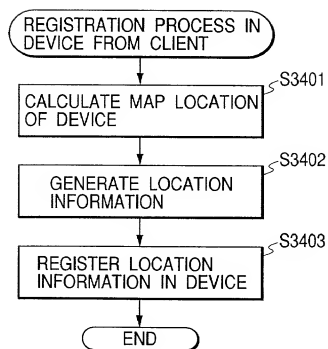 REGISTRATION PROCESS IN
DEVICE FROM CLIENT
S3401
CALCULATE MAP LOCATION
OF DEVICE
S3402
GENERATE LOCATION
INFORMATION
S3403
REGISTER LOCATION
INFORMATION IN DEVICE
END